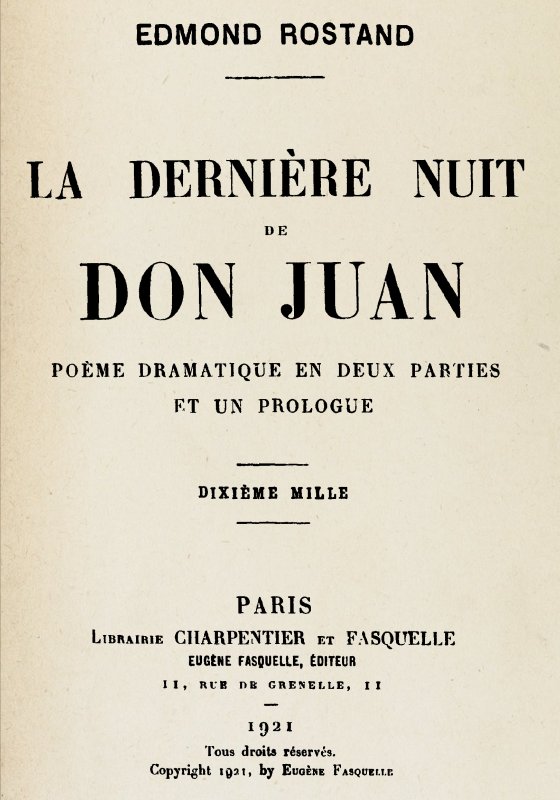 EDMOND ROSTAND
LA DERNIÈRE NUIT
DE
DON JUAN
POÈME DRAMATIQUE EN DEUX PARTIES
ET UN PROLOGUE
DIXIÈME MILLE
PARIS
LIBRAIRIE CHARPENTIER ET FASQUELLE
EUGÈNE FASQUELLE, ÉDITEUR
11, RUE DE GRENELLE, 11
1921
Tous droits réservés.
Copyright 1921, by EUGÈNE FASQUELLE